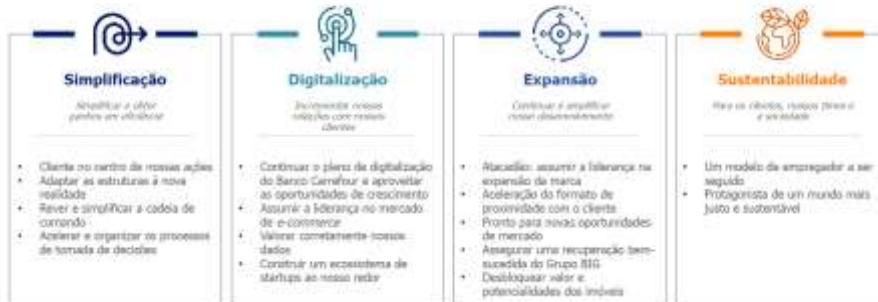 Simplificação
Simplificar e obter
ganhos em eficiência
Cliente no centro de nossas ações
Adaptar as estruturas à nova
realidade
Rever e simplificar a cadeia de
comando
Acelerar e organizar os processos
de tomada de decisões
Digitalização
Incrementar nossas
relações com nossos
clientes
Continuar o plano de digitalização
do Banco Carrefour e aproveitar
as oportunidades de crescimento
Assumir a liderança no mercado
de e-commerce
Valorar corretamente nossos
dados
Construir um ecossistema de
startups ao nosso redor
Expansão
Continuar e amplificar
nosso desenvolvimento
Atacadão: assumir a liderança na
expansão da marca
Aceleração do formato de
proximidade com o cliente
Pronto para novas oportunidades
de mercado
Assegurar uma recuperação bem-
sucedida do Grupo BIG
Desbloquear valor e
potencialidades dos imóveis
Sustentabilidade
Para os clientes, nossos times e
a sociedade
Um modelo de empregador a ser
seguido
Protagonista de um mundo mais
justo e sustentável